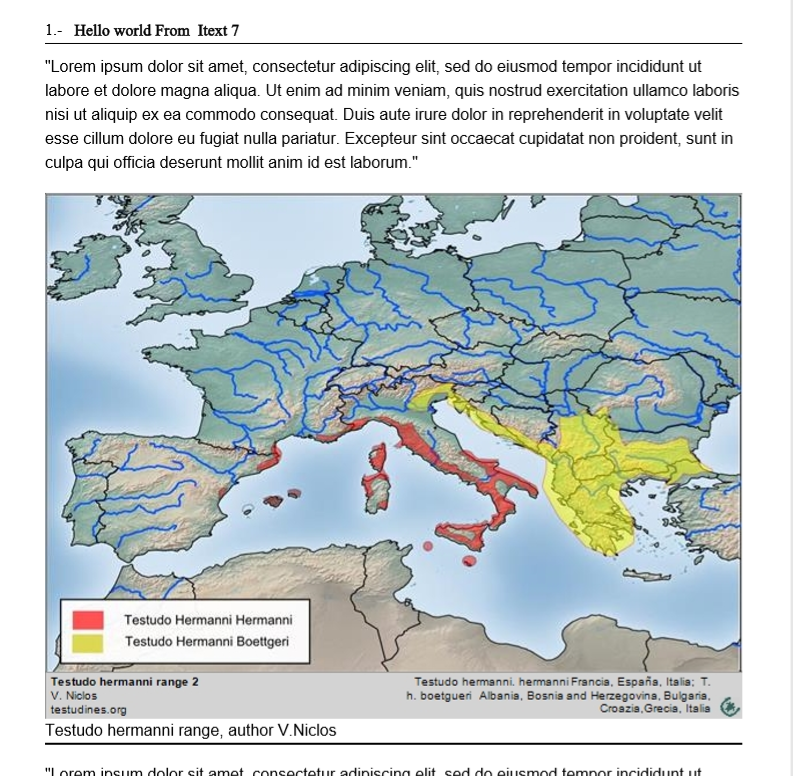 1.- Hello world From Itext 7
"Lorem ipsum dolor sit amet, consectetur adipiscing elit, sed do eiusmod tempor incididunt ut
labore et dolore magna aliqua. Ut enim ad minim veniam, quis nostrud exercitation ullamco laboris
nisi ut aliquip ex ea commodo consequat. Duis aute irure dolor in reprehenderit in voluptate velit
esse cillum dolore eu fugiat nulla pariatur. Excepteur sint occaecat cupidatat non proident, sunt in
culpa qui officia deserunt mollit anim id est laborum."
Testudo Hermanni Hermanni
Testudo Hermanni Boettgeri
Testudo hermanni range 2
V. Niclos
testudines.org
Testudo hermanni. hermanni Francia, España, Italia; T.
h. boetgueri Albania, Bosnia and Herzegovina, Bulgaria,
Croazia,Grecia, Italia
Testudo hermanni range, author V.Niclos
"Lorem ipsum dolor sit amet, consectetur adipiscing elit, sed do eiusmod tempor incididunt ut